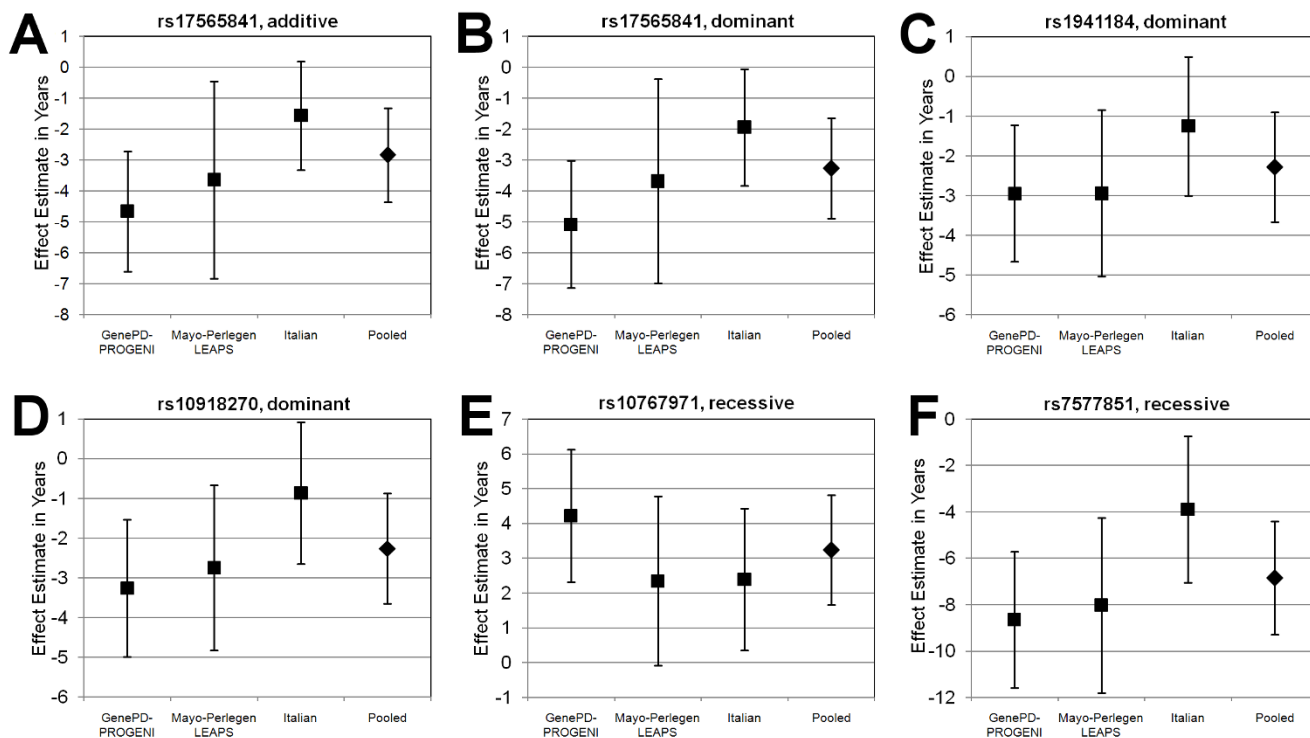 A
rs17565841, additive
Effect Estimate in Years
1
0
-1
-2
-3
-4
-5
-6
-7
-8
GenePD-
PROGENI
Mayo-Perlegen
LEAPS
Italian
Pooled
B
rs17565841, dominant
Effect Estimate in Years
1
0
-1
-2
-3
-4
-5
-6
-7
-8
GenePD-
PROGENI
Mayo-Perlegen
LEAPS
Italian
Pooled
C
rs1941184, dominant
Effect Estimate in Years
1
0
-1
-2
-3
-4
-5
-6
GenePD-
PROGENI
Mayo-Perlegen
LEAPS
Italian
Pooled
D
rs10918270, dominant
Effect Estimate in Years
1
0
-1
-2
-3
-4
-5
-6
GenePD-
PROGENI
Mayo-Perlegen
LEAPS
Italian
Pooled
E
rs10767971, recessive
Effect Estimate in Years
7
6
5
4
3
2
1
0
-1
GenePD-
PROGENI
Mayo-Perlegen
LEAPS
Italian
Pooled
F
rs7577851, recessive
Effect Estimate in Years
0
-2
-4
-6
-8
-10
-12
GenePD-
PROGENI
Mayo-Perlegen
LEAPS
Italian
Pooled